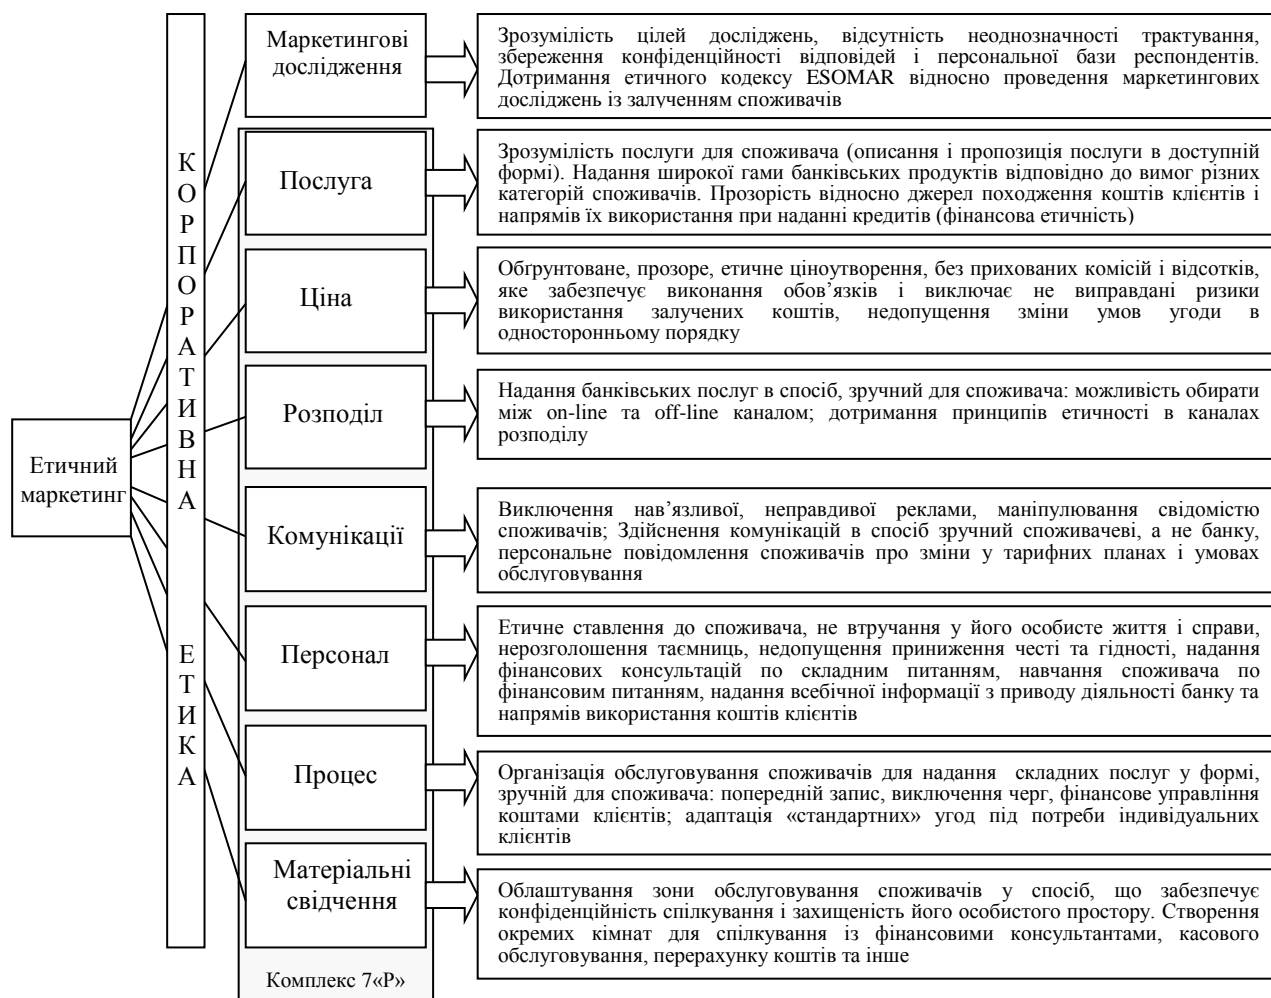 Етичний
маркетинг
КОРПОРАТИВНА
ЕТИКА
Маркетингові
дослідження
Зрозумілість цілей досліджень, відсутність неоднозначності трактування,
збереження конфіденційності відповідей і персональної бази респондентів.
Дотримання етичного кодексу ESOMAR відносно проведення маркетингових
досліджень із залученням споживачів
Послуга
Зрозумілість послуги для споживача (описання і пропозиція послуги в доступній
формі). Надання широкої гами банківських продуктів відповідно до вимог різних
категорій споживачів. Прозорість відносно джерел походження коштів клієнтів і
напрямів їх використання при наданні кредитів (фінансова етичність)
Ціна
Обґрунтоване, прозоре, етичне ціноутворення, без прихованих комісій і відсотків,
яке забезпечує виконання обов’язків і виключає не виправдані ризики
використання залучених коштів, недопущення зміни умов угоди в
односторонньому порядку
Розподіл
Надання банківських послуг в спосіб, зручний для споживача: можливість обирати
між on-line та off-line каналом; дотримання принципів етичності в каналах
розподілу
Комунікації
Виключення нав’язливої, неправдивої реклами, маніпулювання свідомістю
споживачів; Здійснення комунікацій в спосіб зручний споживачеві, а не банку,
персональне повідомлення споживачів про зміни у тарифних планах і умовах
обслуговування
Персонал
Етичне ставлення до споживача, не втручання у його особисте життя і справи,
нерозголошення таємниць, недопущення приниження честі та гідності, надання
фінансових консультацій по складним питанням, навчання споживача по
фінансовим питанням, надання всебічної інформації з приводу діяльності банку та
напрямів використання коштів клієнтів
Процес
Організація обслуговування споживачів для надання складних послуг у формі,
зручній для споживача: попередній запис, виключення черг, фінансове управління
коштами клієнтів; адаптація «стандартних» угод під потреби індивідуальних
клієнтів
Матеріальні
свідчення
Облаштування зони обслуговування споживачів у спосіб, що забезпечує
конфіденційність спілкування і захищеність його особистого простору. Створення
окремих кімнат для спілкування із фінансовими консультантами, касового
обслуговування, перерахунку коштів та інше
Комплекс 7«Р»